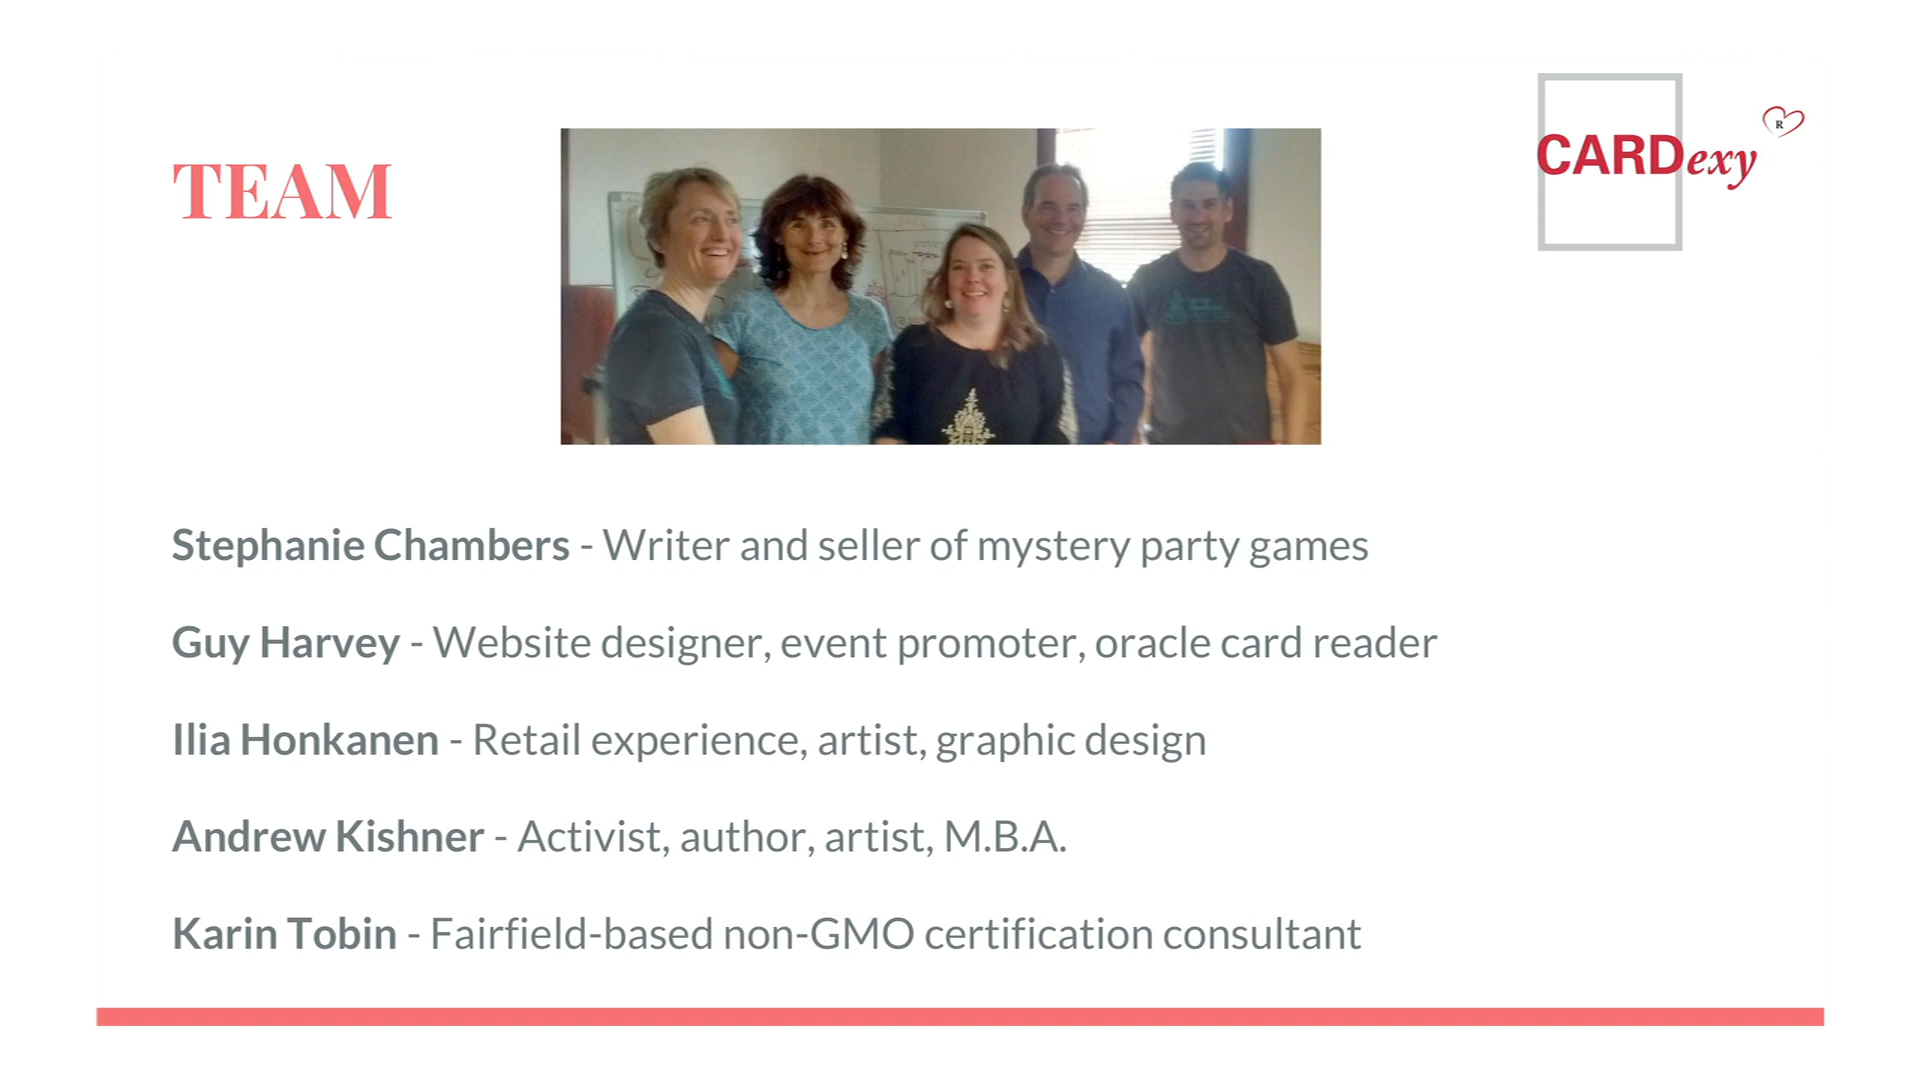 TEAM
CARDexy
R
Stephanie Chambers - Writer and seller of mystery party games
Guy Harvey - Website designer, event promoter, oracle card reader
Ilia Honkanen - Retail experience, artist, graphic design
Andrew Kishner - Activist, author, artist, M.B.A.
Karin Tobin - Fairfield-based non-GMO certification consultant